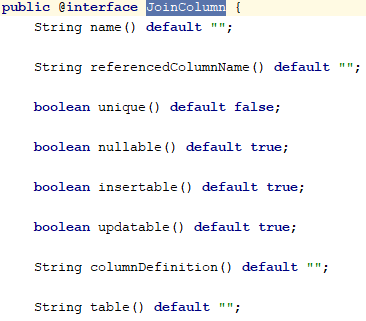 public @interface JoinColumn {
String name() default "";
String referencedColumnName() default "";
boolean unique() default false;
boolean nullable() default true;
boolean insertable() default true;
boolean updatable() default true;
String columnDefinition() default "";
String table() default "";